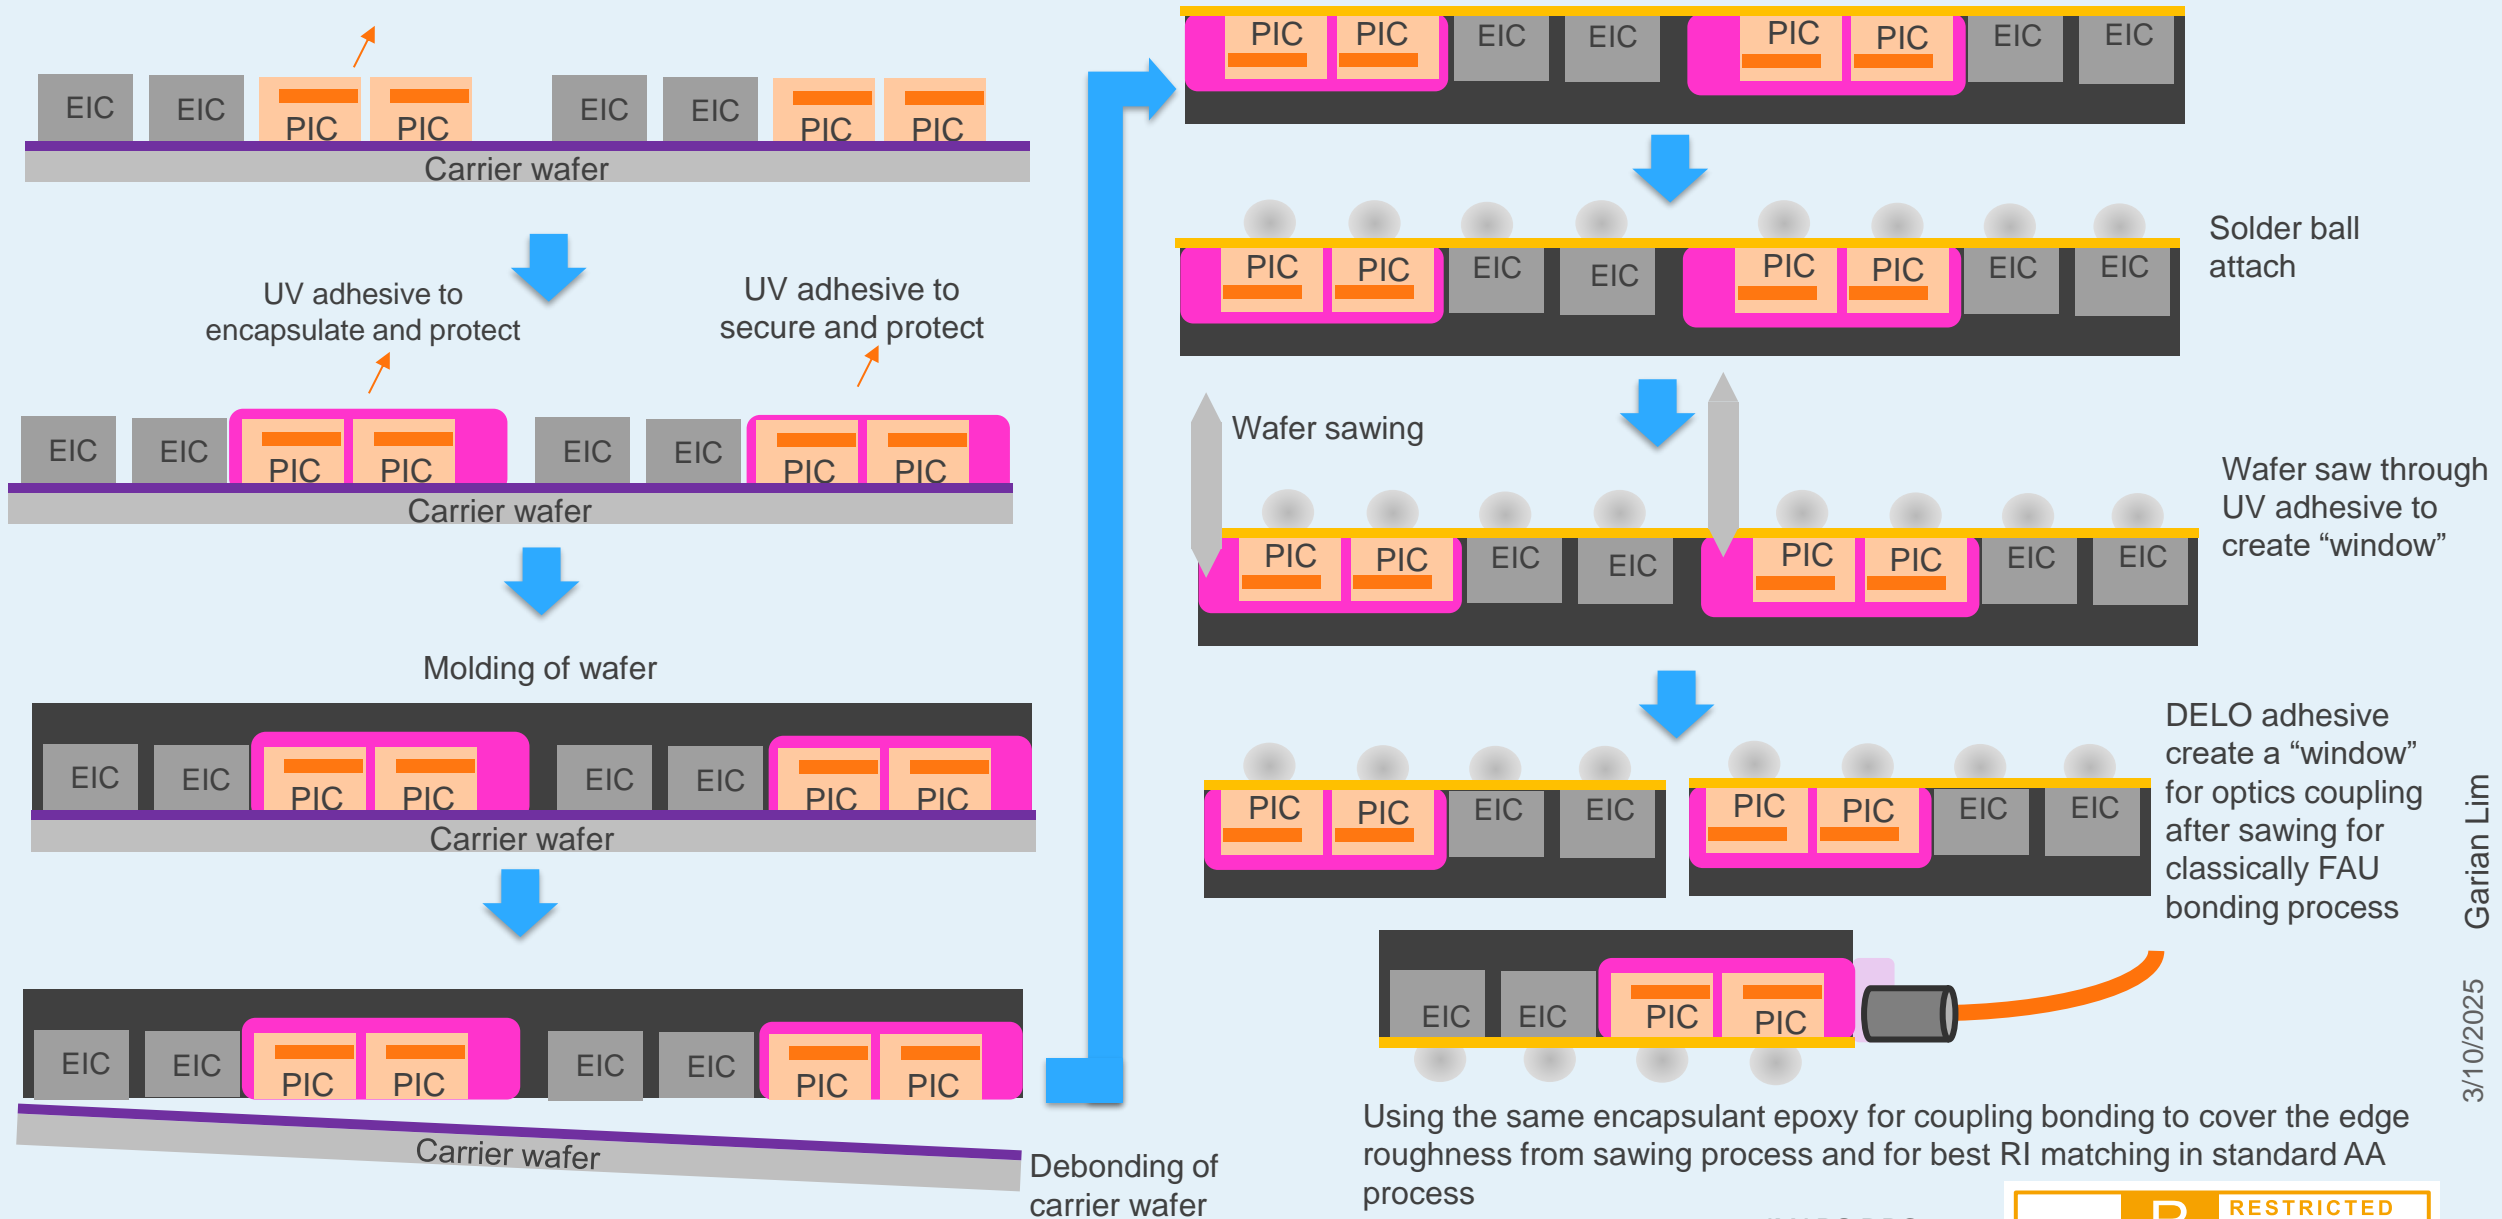 EIC EIC PIC PIC EIC EIC PIC PIC
Carrier wafer
UV adhesive to
encapsulate and protect
UV adhesive to
secure and protect
EIC EIC PIC PIC EIC EIC PIC PIC
Carrier wafer
Molding of wafer
EIC EIC PIC PIC EIC EIC PIC PIC
Carrier wafer
EIC EIC PIC PIC EIC EIC PIC PIC
Carrier wafer
Debonding of
carrier wafer
PIC PIC EIC EIC PIC PIC EIC EIC
Solder ball
attach
PIC PIC EIC EIC PIC PIC EIC EIC
Wafer sawing
Wafer saw through
UV adhesive to
create “window”
PIC PIC EIC EIC PIC PIC EIC EIC
DELO adhesive
create a “window”
for optics coupling
after sawing for
classically FAU
bonding process
PIC PIC EIC EIC PIC PIC EIC EIC
EIC EIC PIC PIC
Using the same encapsulant epoxy for coupling bonding to cover the edge
roughness from sawing process and for best RI matching in standard AA
process
RESTRICTED
3/10/2025 Garian Lim